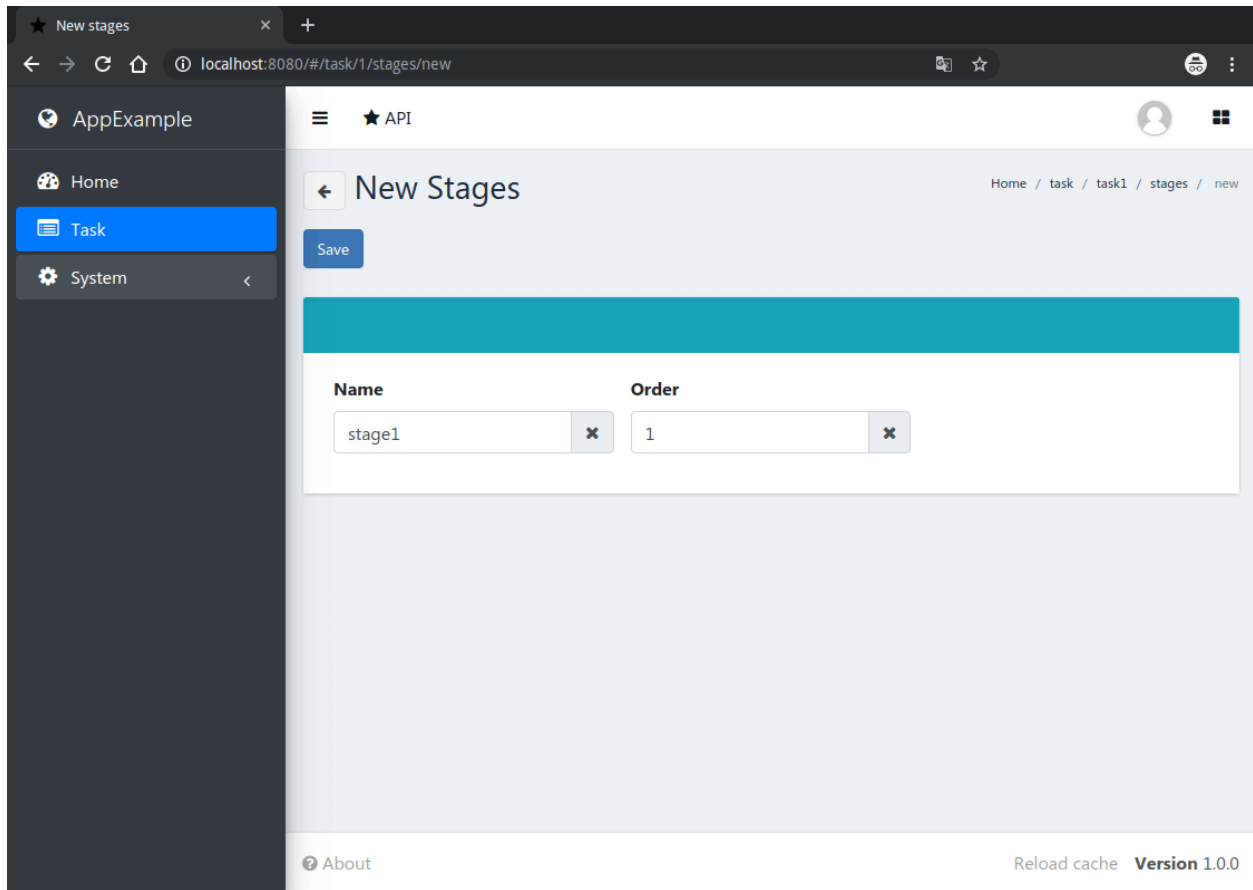 New stages
localhost:8080/#/task/1/stages/new
AppExample
API
Home
Task
System
New Stages
Home / task / task1 / stages / new
Save
Name
Order
stage1
1
About
Reload cache Version 1.0.0